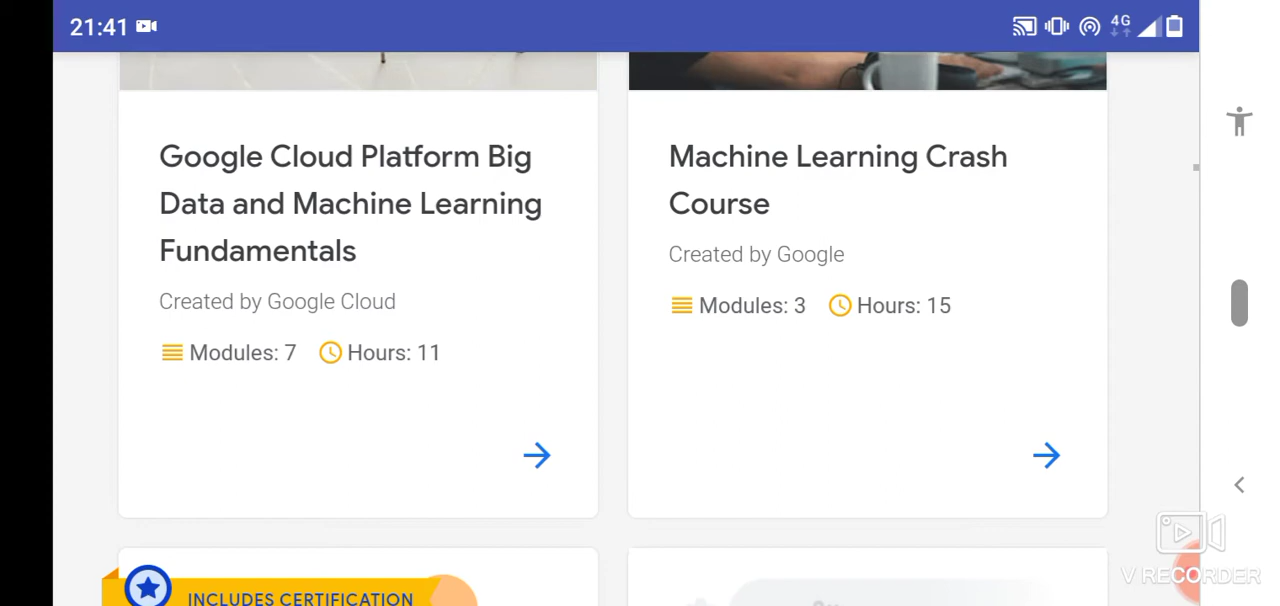 21:41
4G
Google Cloud Platform Big
Data and Machine Learning
Fundamentals
Created by Google Cloud
Modules: 7 Hours: 11
Machine Learning Crash
Course
Created by Google
Modules: 3 Hours: 15
INCLUDES CERTIFICATION
V RECORDER